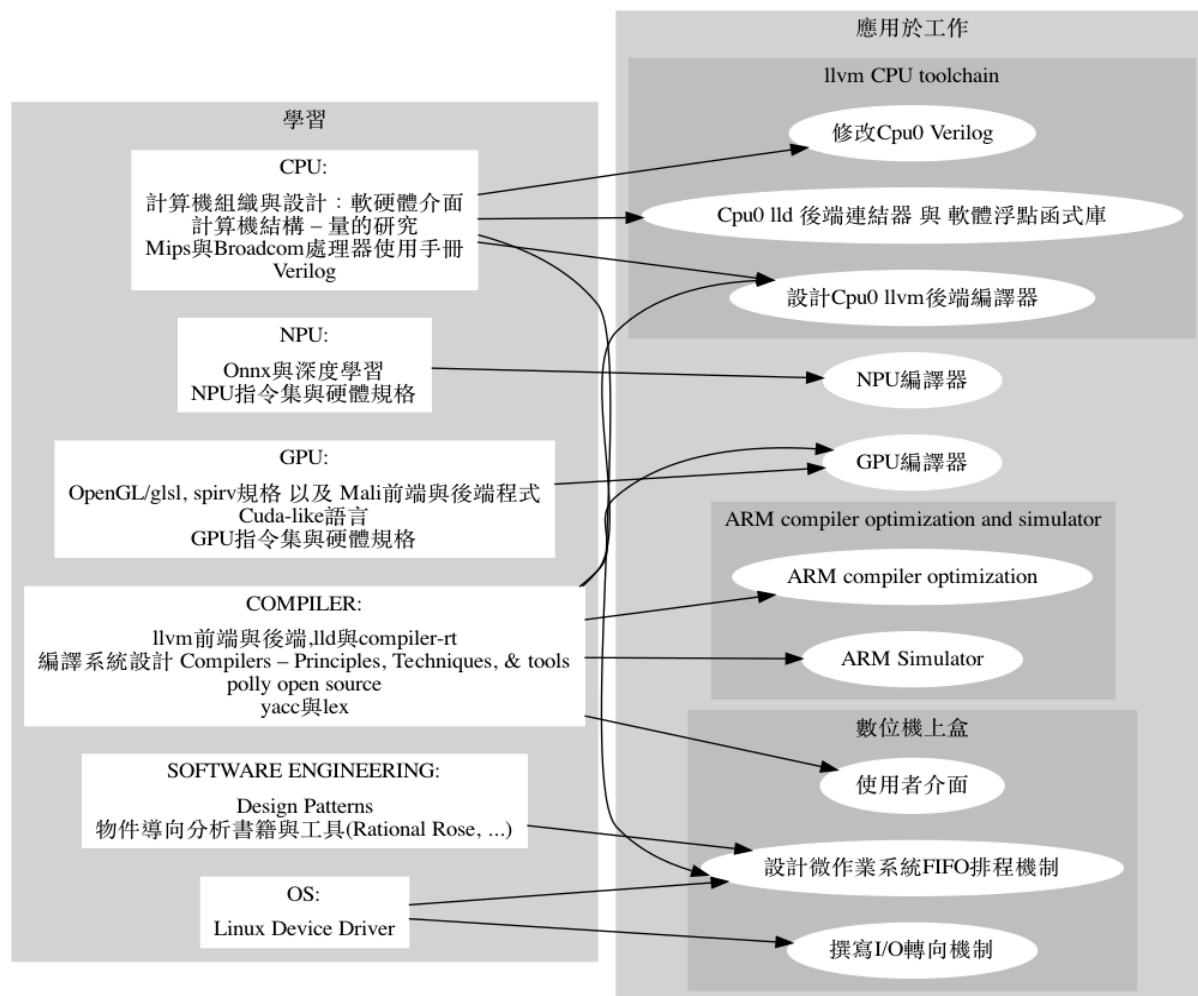 學習
CPU:
計算機組織與設計：軟硬體介面
計算機結構 – 量的研究
Mips與Broadcom處理器使用手冊
Verilog
NPU:
Onnx與深度學習
NPU指令集與硬體規格
GPU:
OpenGL/glsl, spirv規格 以及 Mali前端與後端程式
Cuda-like語言
GPU指令集與硬體規格
COMPILER:
llvm前端與後端,lld與compiler-rt
編譯系統設計 Compilers – Principles, Techniques, & tools
polly open source
yacc與lex
SOFTWARE ENGINEERING:
Design Patterns
物件導向分析書籍與工具(Rational Rose, ...)
OS:
Linux Device Driver
應用於工作
llvm CPU toolchain
修改Cpu0 Verilog
Cpu0 lld 後端連結器 與 軟體浮點函式庫
設計Cpu0 llvm後端編譯器
NPU編譯器
GPU編譯器
ARM compiler optimization and simulator
ARM compiler optimization
ARM Simulator
數位機上盒
使用者介面
設計微作業系統FIFO排程機制
撰寫I/O轉向機制